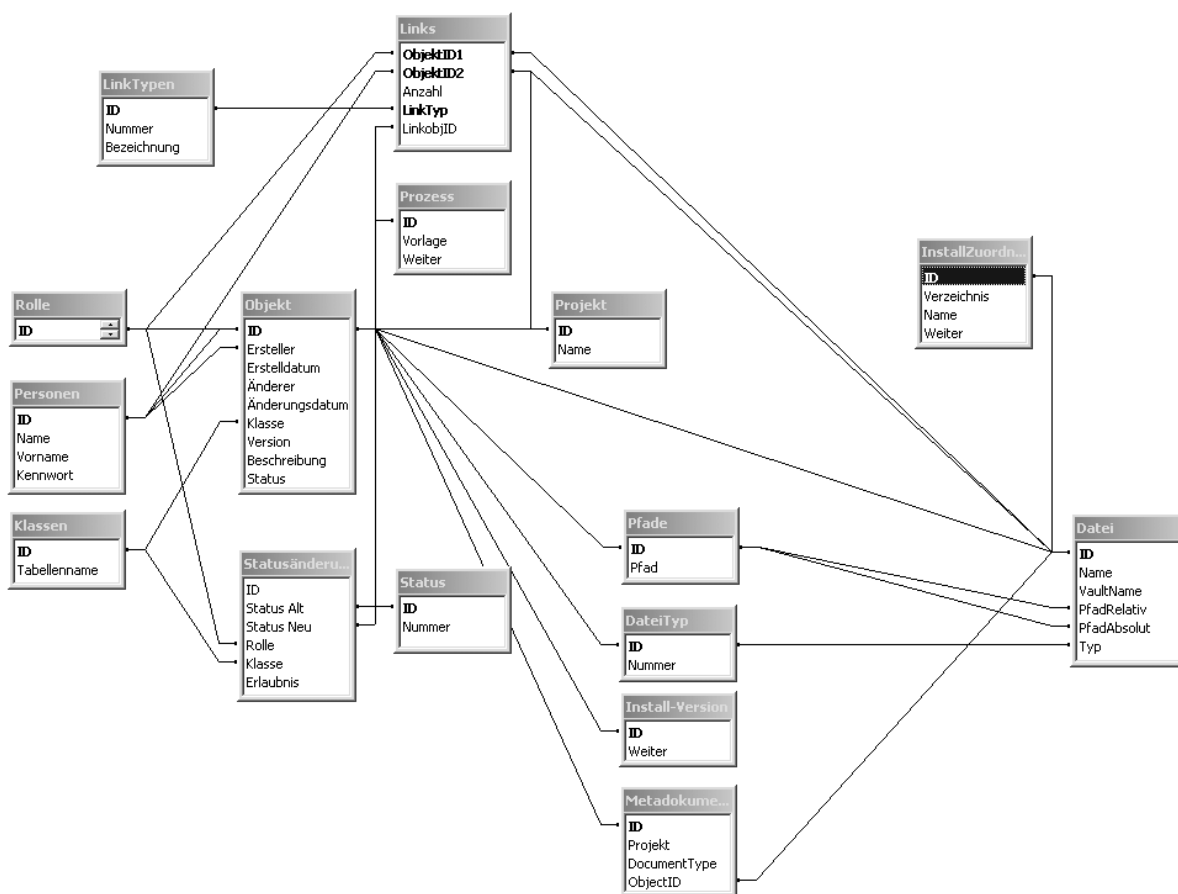 Links
ObjektID1
ObjektID2
Anzahl
LinkTyp
LinkobjID
LinkTypen
ID
Nummer
Bezeichnung
Prozess
ID
Vorlage
Weiter
InstallZuordn...
ID
Verzeichnis
Name
Weiter
Rolle
ID
Objekt
ID
Ersteller
Erstelldatum
Änderer
Änderungsdatum
Klasse
Version
Beschreibung
Status
Projekt
ID
Name
Personen
ID
Name
Vorname
Kennwort
Klassen
ID
Tabellenname
Statusänderu...
ID
Status Alt
Status Neu
Rolle
Klasse
Erlaubnis
Status
ID
Nummer
Pfade
ID
Pfad
Datei
ID
Name
VaultName
PfadRelativ
PfadAbsolut
Typ
DateiTyp
ID
Nummer
Install-Version
ID
Weiter
Metadokume...
ID
Projekt
DocumentType
ObjectID